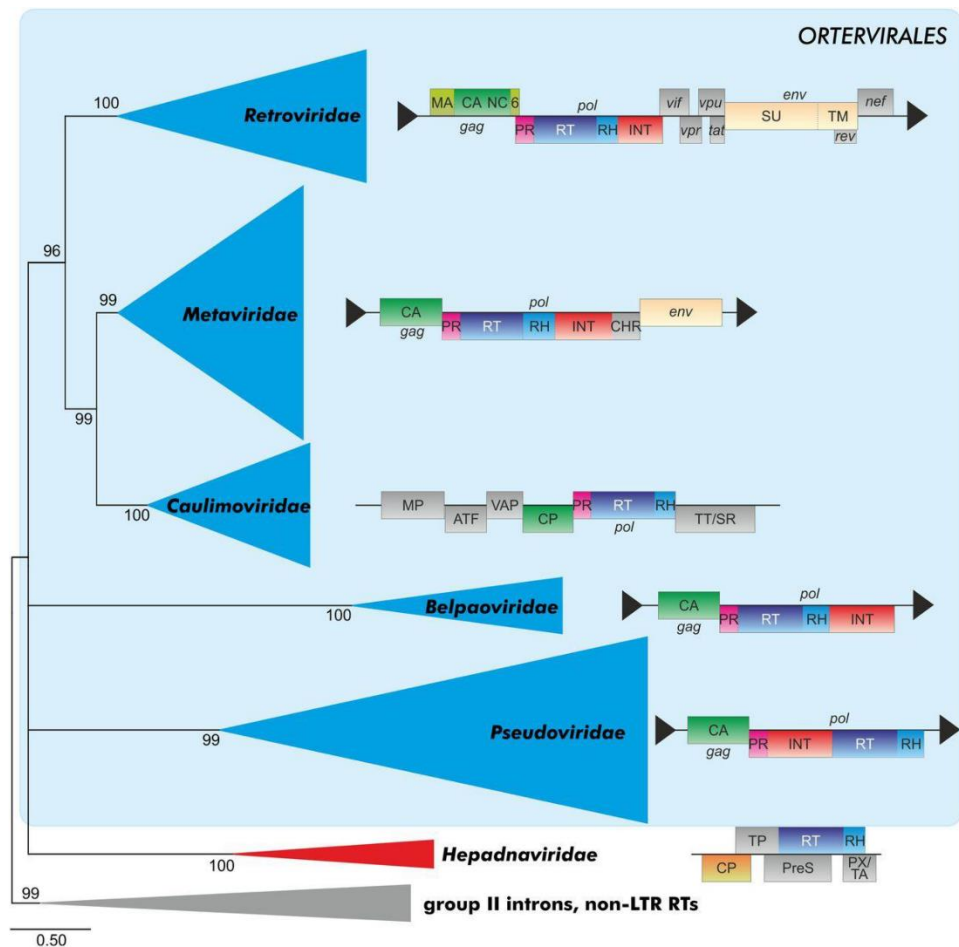 ORTERVIRALES
100
Retroviridae
MA CA NC 6
gag
pol
PR RT RH INT
vif
vpr
vpu
tat
env
SU TM
rev
nef
96
99
Metaviridae
CA
gag
pol
PR RT RH INT CHR
env
99
100
Caulimoviridae
MP
ATF
VAP
CP
PR RT RH
pol
TT/SR
100
Belpaoviridae
CA
gag
pol
PR RT RH INT
99
Pseudoviridae
CA
gag
pol
PR INT RT RH
100
Hepadnaviridae
TP RT RH
CP
PreS
PX/
TA
99
group II introns, non-LTR RTs
0.50